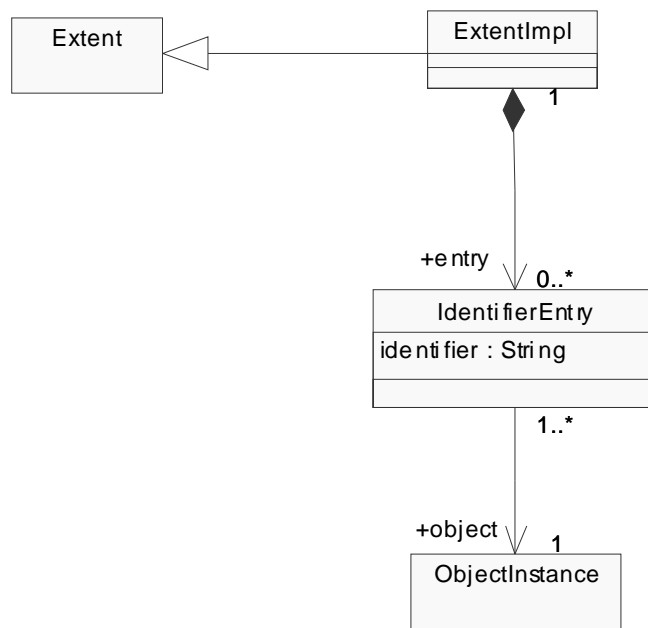 Extent
ExtentImpl
1
+entry
0..*
IdentifierEntry
identifier : String
1..*
+object
1
ObjectInstance